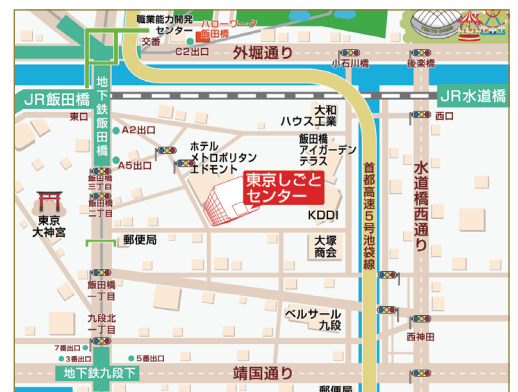 職業能力開発
センター
ハローワーク
飯田橋
交番
C2出口
外堀通り
小石川橋
後楽橋
JR飯田橋
地下鉄飯田橋
JR水道橋
東口
西口
A2出口
大和
ハウス工業
ホテル
メトロポリタン
エドモント
飯田橋
アイガーデン
テラス
A5出口
飯田橋
三丁目
東京しごと
センター
首都高速5号池袋線
水道橋西通り
飯田橋
二丁目
東京
大神宮
KDDI
郵便局
大塚
商会
飯田橋
一丁目
ベルサール
九段
九段北
一丁目
西神田
7番出口
3番出口
5番出口
地下鉄九段下
靖国通り
郵便局